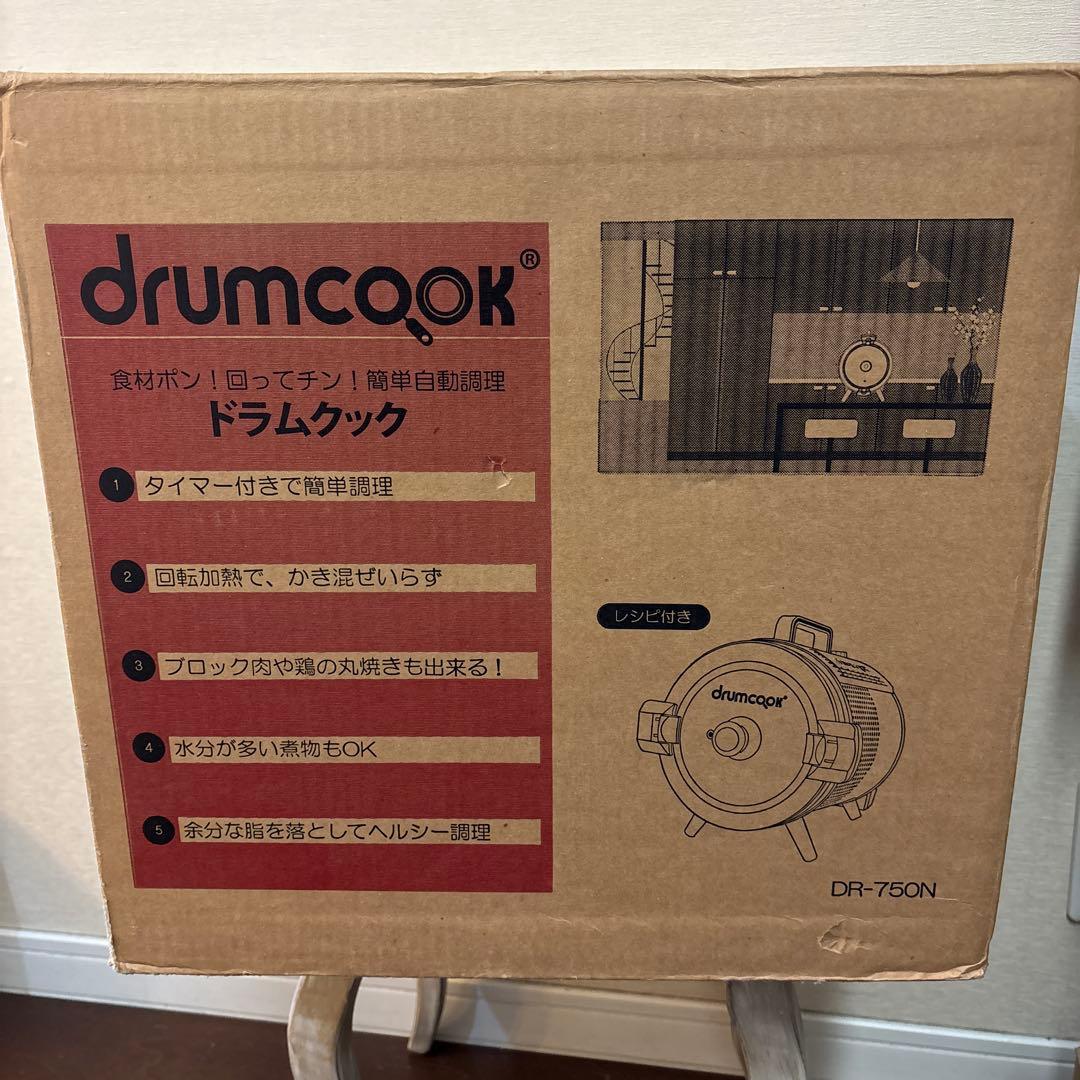 drumcook®
食材ポン！回ってチン！簡単自動調理
ドラムクック
1 タイマー付きで簡単調理
2 回転加熱で、かき混ぜいらず
3 ブロック肉や鶏の丸焼きも出来る！
4 水分が多い煮物もOK
5 余分な脂を落としてヘルシー調理
レシピ付き
drumcook®
DR-750N